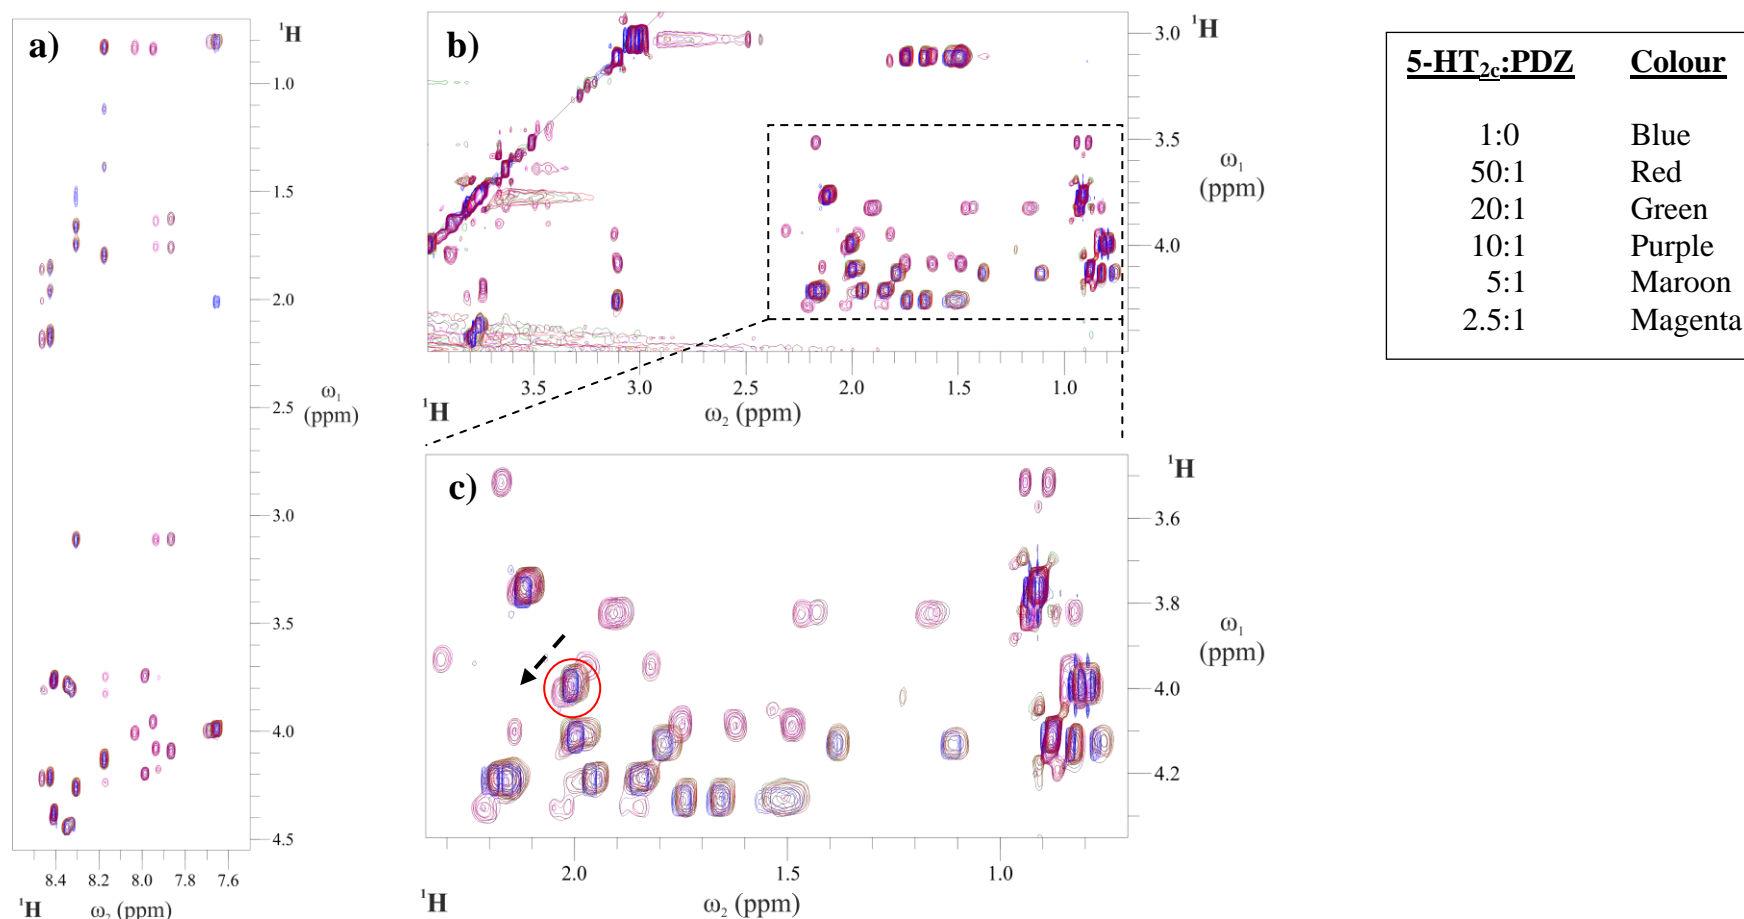 a)
¹H
1.0
1.5
2.0
2.5
3.0
3.5
4.0
4.5
ω₁
(ppm)
8.4 8.2 8.0 7.8 7.6
¹H ω₂ (ppm)
b)
¹H
3.0
3.5
4.0
ω₁
(ppm)
3.5 3.0 2.5 2.0 1.5 1.0
¹H ω₂ (ppm)
c)
¹H
3.6
3.8
4.0
4.2
ω₁
(ppm)
2.0 1.5 1.0
¹H ω₂ (ppm)
5-HT₂c:PDZ Colour
1:0 Blue
50:1 Red
20:1 Green
10:1 Purple
5:1 Maroon
2.5:1 Magenta